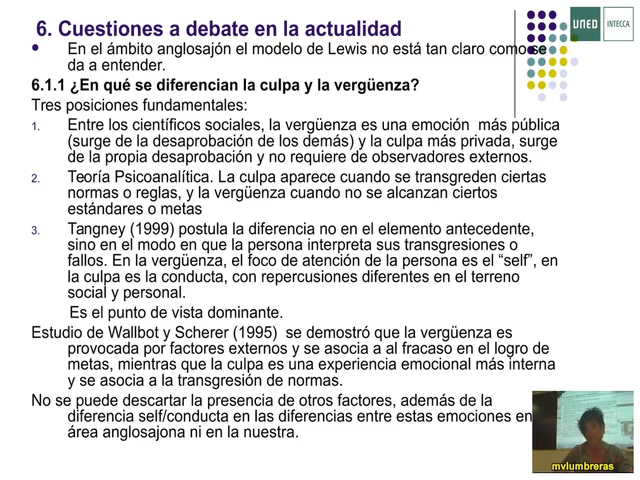 6. Cuestiones a debate en la actualidad
UNED INTECCA
En el ámbito anglosajón el modelo de Lewis no está tan claro como se
da a entender.
6.1.1 ¿En qué se diferencian la culpa y la vergüenza?
Tres posiciones fundamentales:
1. Entre los científicos sociales, la vergüenza es una emoción más pública
(surge de la desaprobación de los demás) y la culpa más privada, surge
de la propia desaprobación y no requiere de observadores externos.
2. Teoría Psicoanalítica. La culpa aparece cuando se transgreden ciertas
normas o reglas, y la vergüenza cuando no se alcanzan ciertos
estándares o metas
3. Tangney (1999) postula la diferencia no en el elemento antecedente,
sino en el modo en que la persona interpreta sus transgresiones o
fallos. En la vergüenza, el foco de atención de la persona es el “self”, en
la culpa es la conducta, con repercusiones diferentes en el terreno
social y personal.
Es el punto de vista dominante.
Estudio de Wallbot y Scherer (1995) se demostró que la vergüenza es
provocada por factores externos y se asocia a al fracaso en el logro de
metas, mientras que la culpa es una experiencia emocional más interna
y se asocia a la transgresión de normas.
No se puede descartar la presencia de otros factores, además de la
diferencia self/conducta en las diferencias entre estas emociones en
área anglosajona ni en la nuestra.
mvlumbreras